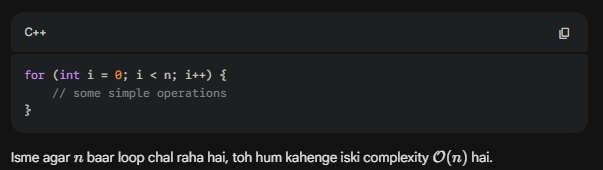 C++
for (int i = 0; i < n; i++) {
    // some simple operations
}
Isme agar n baar loop chal raha hai, toh hum kahenge iski complexity 𝒪(n) hai.